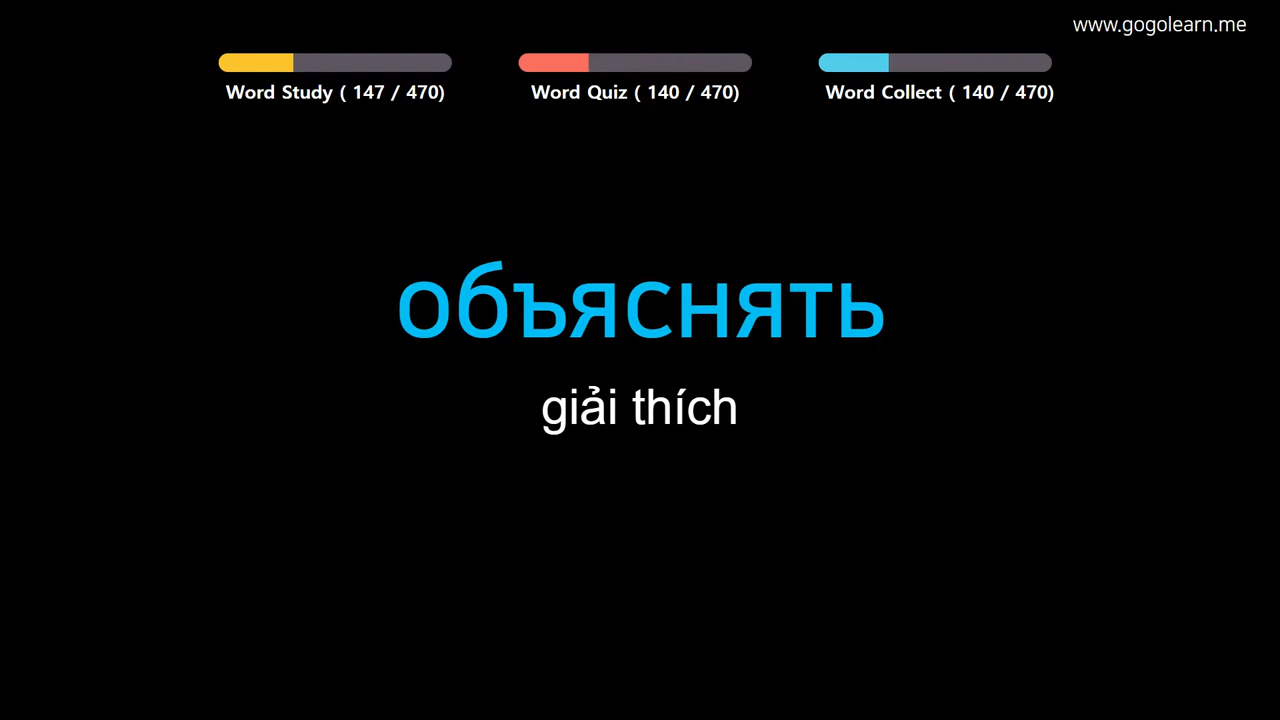 www.gogolearn.me
Word Study ( 147 / 470)
Word Quiz ( 140 / 470)
Word Collect ( 140 / 470)
объяснять
giải thích